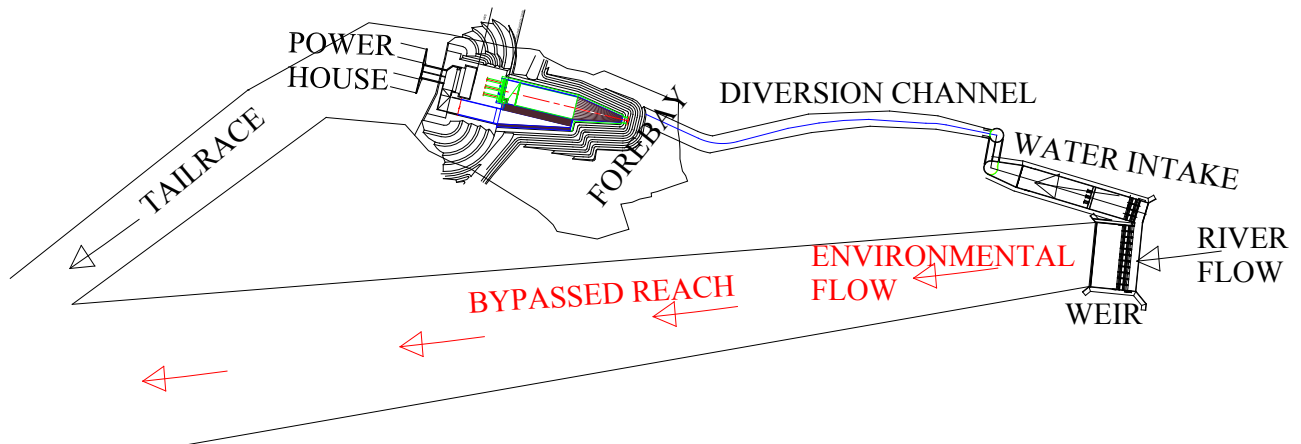 POWER
HOUSE
DIVERSION CHANNEL
FOREBAY
WATER INTAKE
TAILRACE
RIVER
FLOW
ENVIRONMENTAL
FLOW
BYPASSED REACH
WEIR